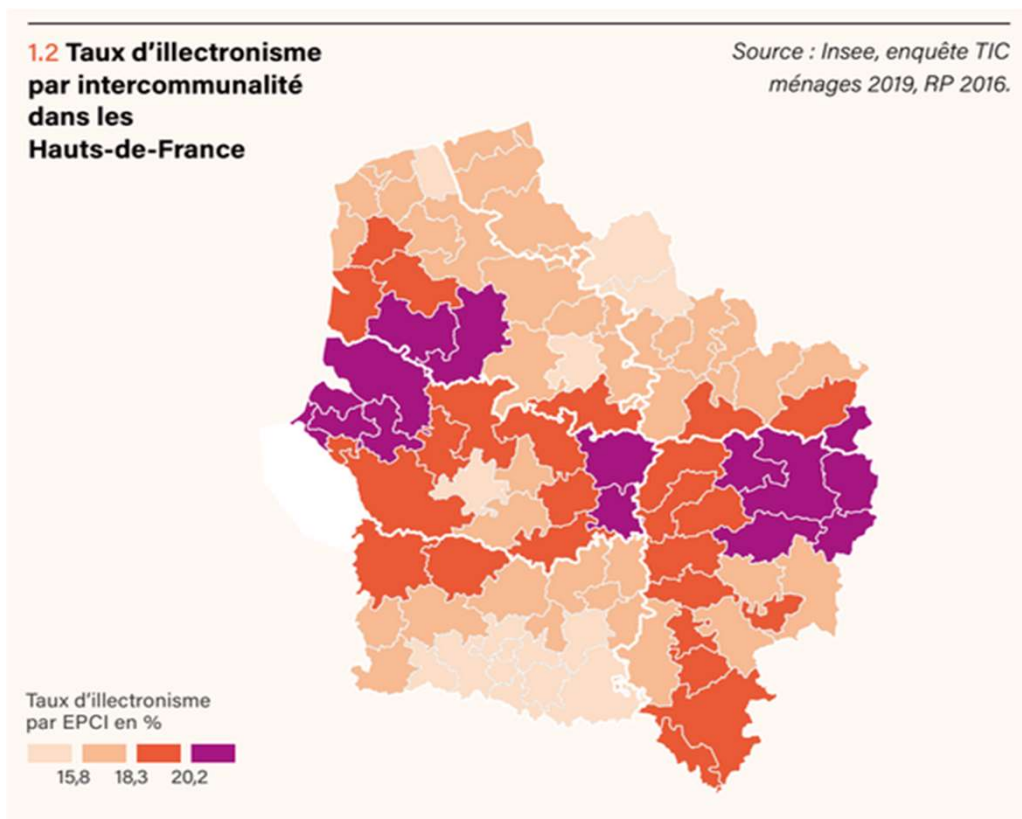 1.2 Taux d'illectronisme
par intercommunalité
dans les
Hauts-de-France
Source : Insee, enquête TIC
ménages 2019, RP 2016.
Taux d'illectronisme
par EPCI en %
15,8 18,3 20,2